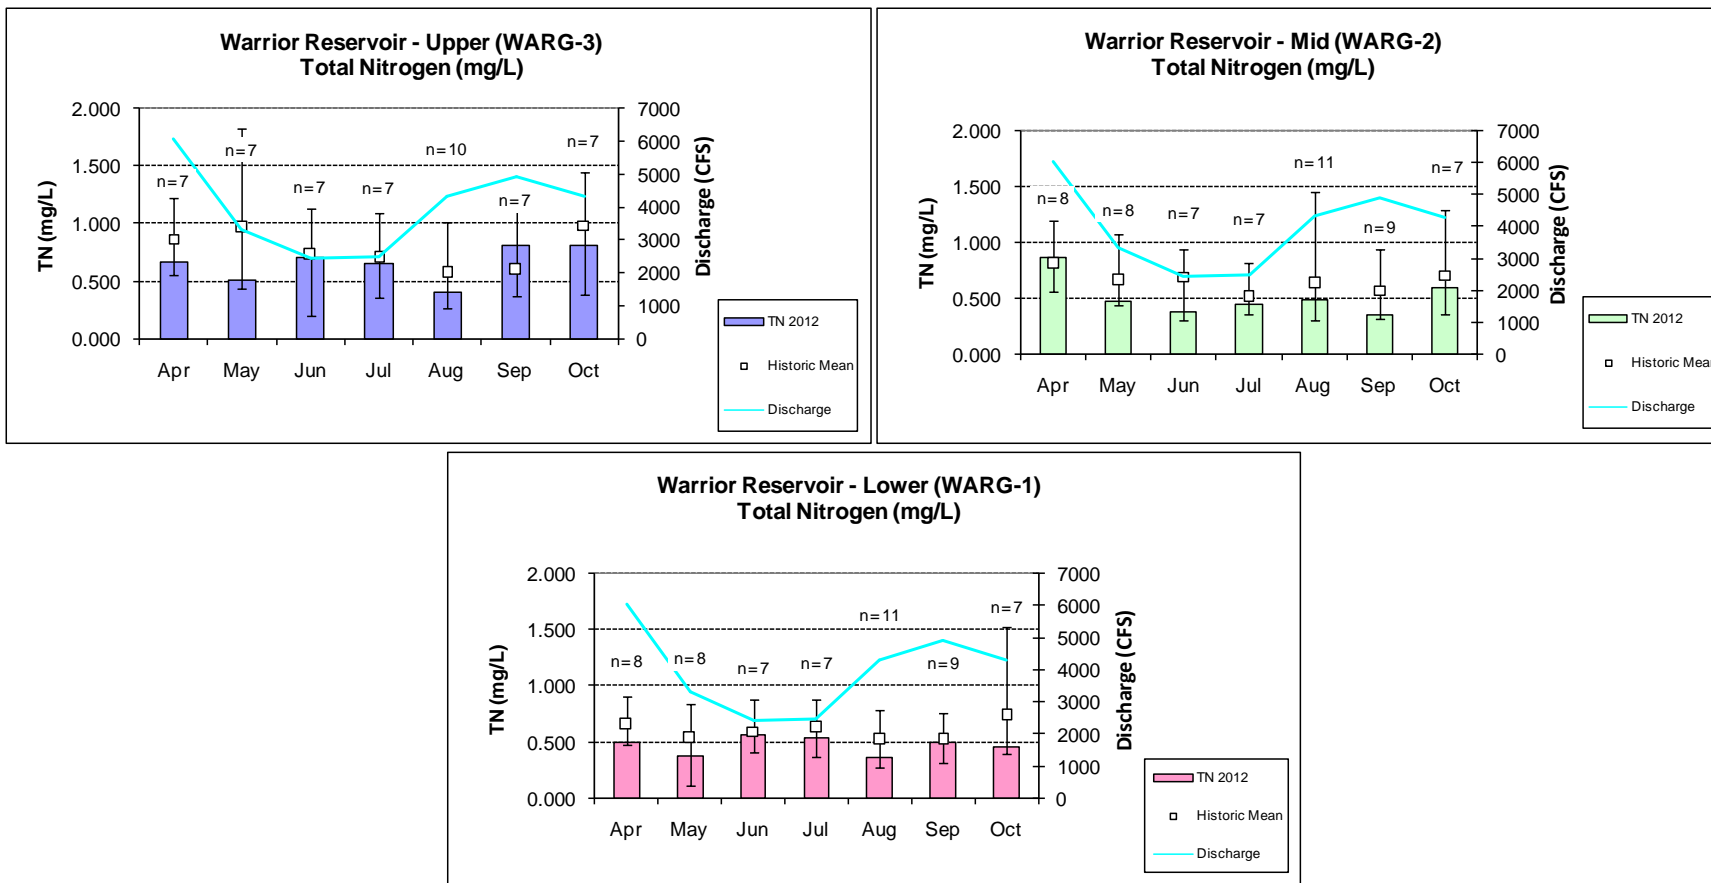 Warrior Reservoir - Upper (WARG-3)
Total Nitrogen (mg/L)
TN (mg/L)
2.000
1.500
1.000
0.500
0.000
n=7
n=7
n=7
n=7
n=10
n=7
n=7
Apr May Jun Jul Aug Sep Oct
7000
6000
5000
4000
3000
2000
1000
0
Discharge (CFS)
TN 2012
Historic Mean
Discharge
Warrior Reservoir - Mid (WARG-2)
Total Nitrogen (mg/L)
TN (mg/L)
2.000
1.500
1.000
0.500
0.000
n=8
n=8
n=7
n=7
n=11
n=9
n=7
Apr May Jun Jul Aug Sep Oct
7000
6000
5000
4000
3000
2000
1000
0
Discharge (CFS)
TN 2012
Historic Mean
Discharge
Warrior Reservoir - Lower (WARG-1)
Total Nitrogen (mg/L)
TN (mg/L)
2.000
1.500
1.000
0.500
0.000
n=8
n=8
n=7
n=7
n=11
n=9
n=7
Apr May Jun Jul Aug Sep Oct
7000
6000
5000
4000
3000
2000
1000
0
Discharge (CFS)
TN 2012
Historic Mean
Discharge